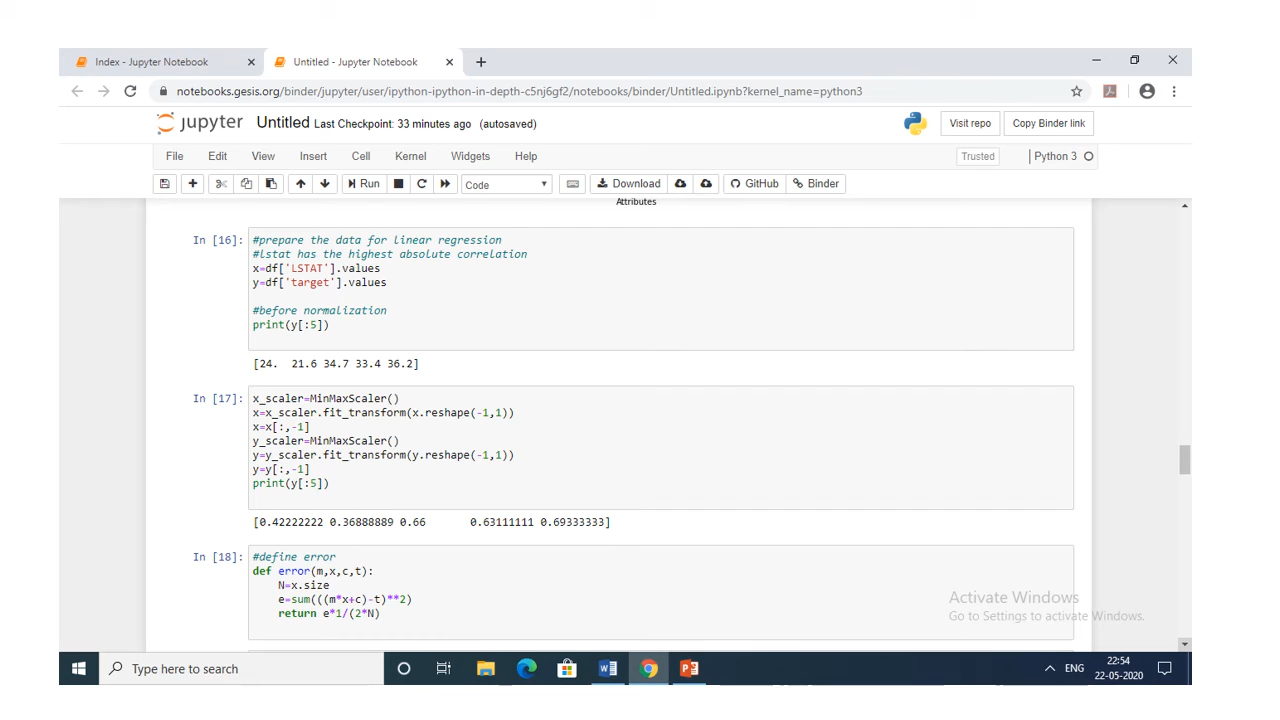 Index - Jupyter Notebook
Untitled - Jupyter Notebook
notebooks.gesis.org/binder/jupyter/user/ipython-ipython-in-depth-c5nj6gf2/notebooks/binder/Untitled.ipynb?kernel_name=python3
jupyter Untitled Last Checkpoint: 33 minutes ago (autosaved)
Visit repo Copy Binder link
File Edit View Insert Cell Kernel Widgets Help
Trusted Python 3
Run Code Download GitHub Binder
Attributes
In [16]: #prepare the data for linear regression
#lstat has the highest absolute correlation
x=df['LSTAT'].values
y=df['target'].values
#before normalization
print(y[:5])
[24.  21.6 34.7 33.4 36.2]
In [17]: x_scaler=MinMaxScaler()
x=x_scaler.fit_transform(x.reshape(-1,1))
x=x[:,-1]
y_scaler=MinMaxScaler()
y=y_scaler.fit_transform(y.reshape(-1,1))
y=y[:,-1]
print(y[:5])
[0.42222222 0.36888889 0.66       0.63111111 0.69333333]
In [18]: #define error
def error(m,x,c,t):
    N=x.size
    e=sum(((m*x+c)-t)**2)
    return e*1/(2*N)
Activate Windows
Go to Settings to activate Windows.
Type here to search
ENG
22:54
22-05-2020